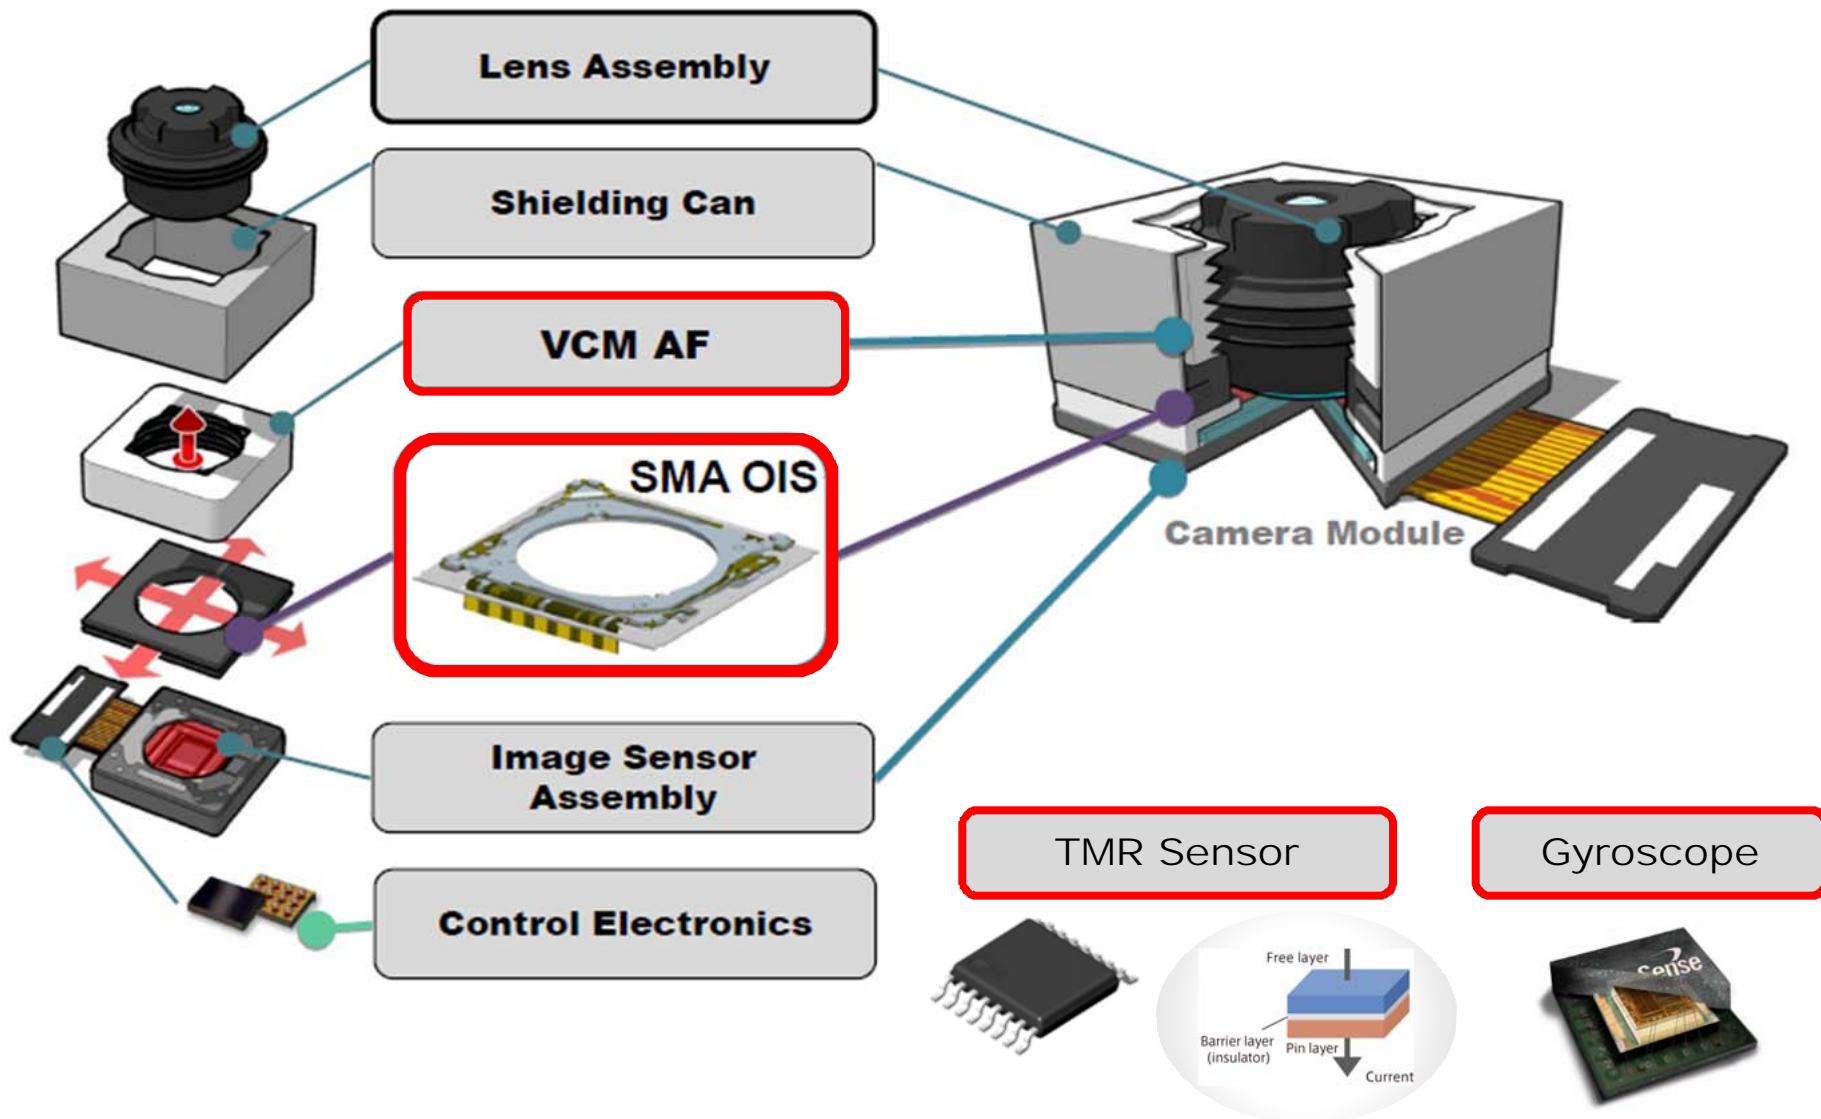 Lens Assembly
Shielding Can
VCM AF
SMA OIS
Camera Module
Image Sensor
Assembly
Control Electronics
TMR Sensor
Gyroscope
Free layer
Barrier layer
(insulator)
Pin layer
Current
Sense